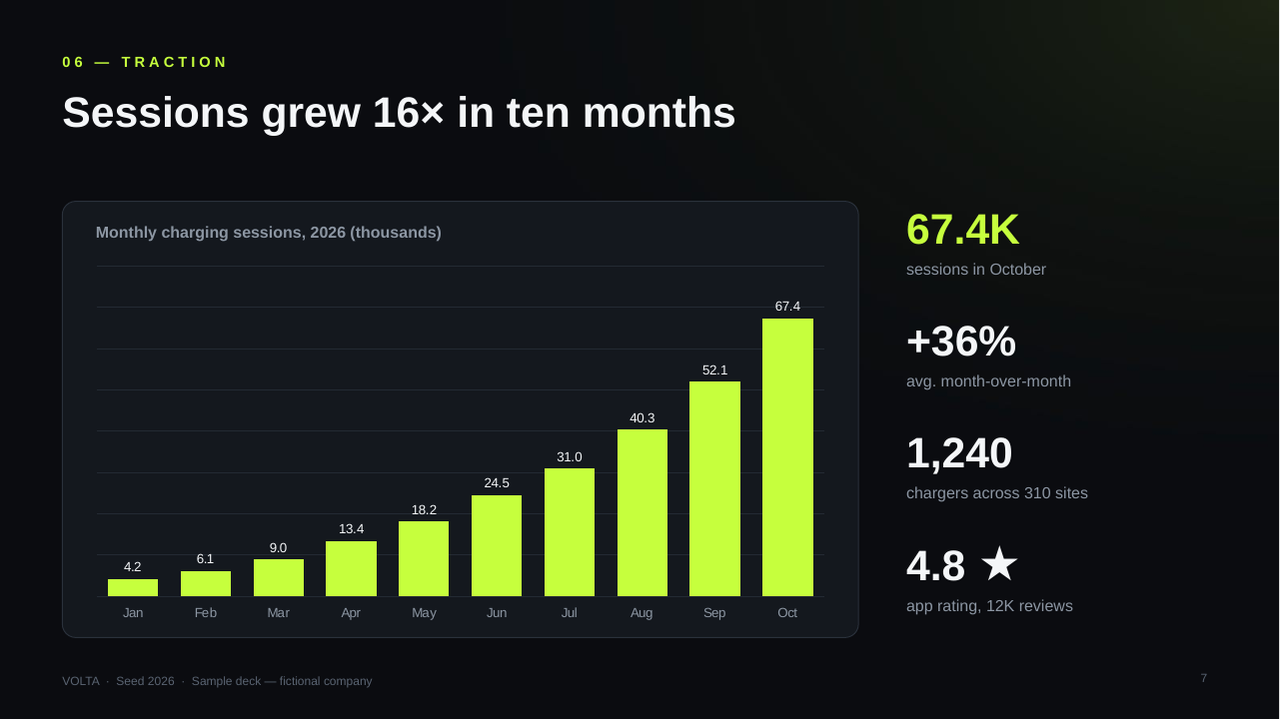 06 — TRACTION
Sessions grew 16× in ten months
Monthly charging sessions, 2026 (thousands)
4.2 6.1 9.0 13.4 18.2 24.5 31.0 40.3 52.1 67.4
Jan Feb Mar Apr May Jun Jul Aug Sep Oct
67.4K
sessions in October
+36%
avg. month-over-month
1,240
chargers across 310 sites
4.8 ★
app rating, 12K reviews
VOLTA · Seed 2026 · Sample deck — fictional company
7